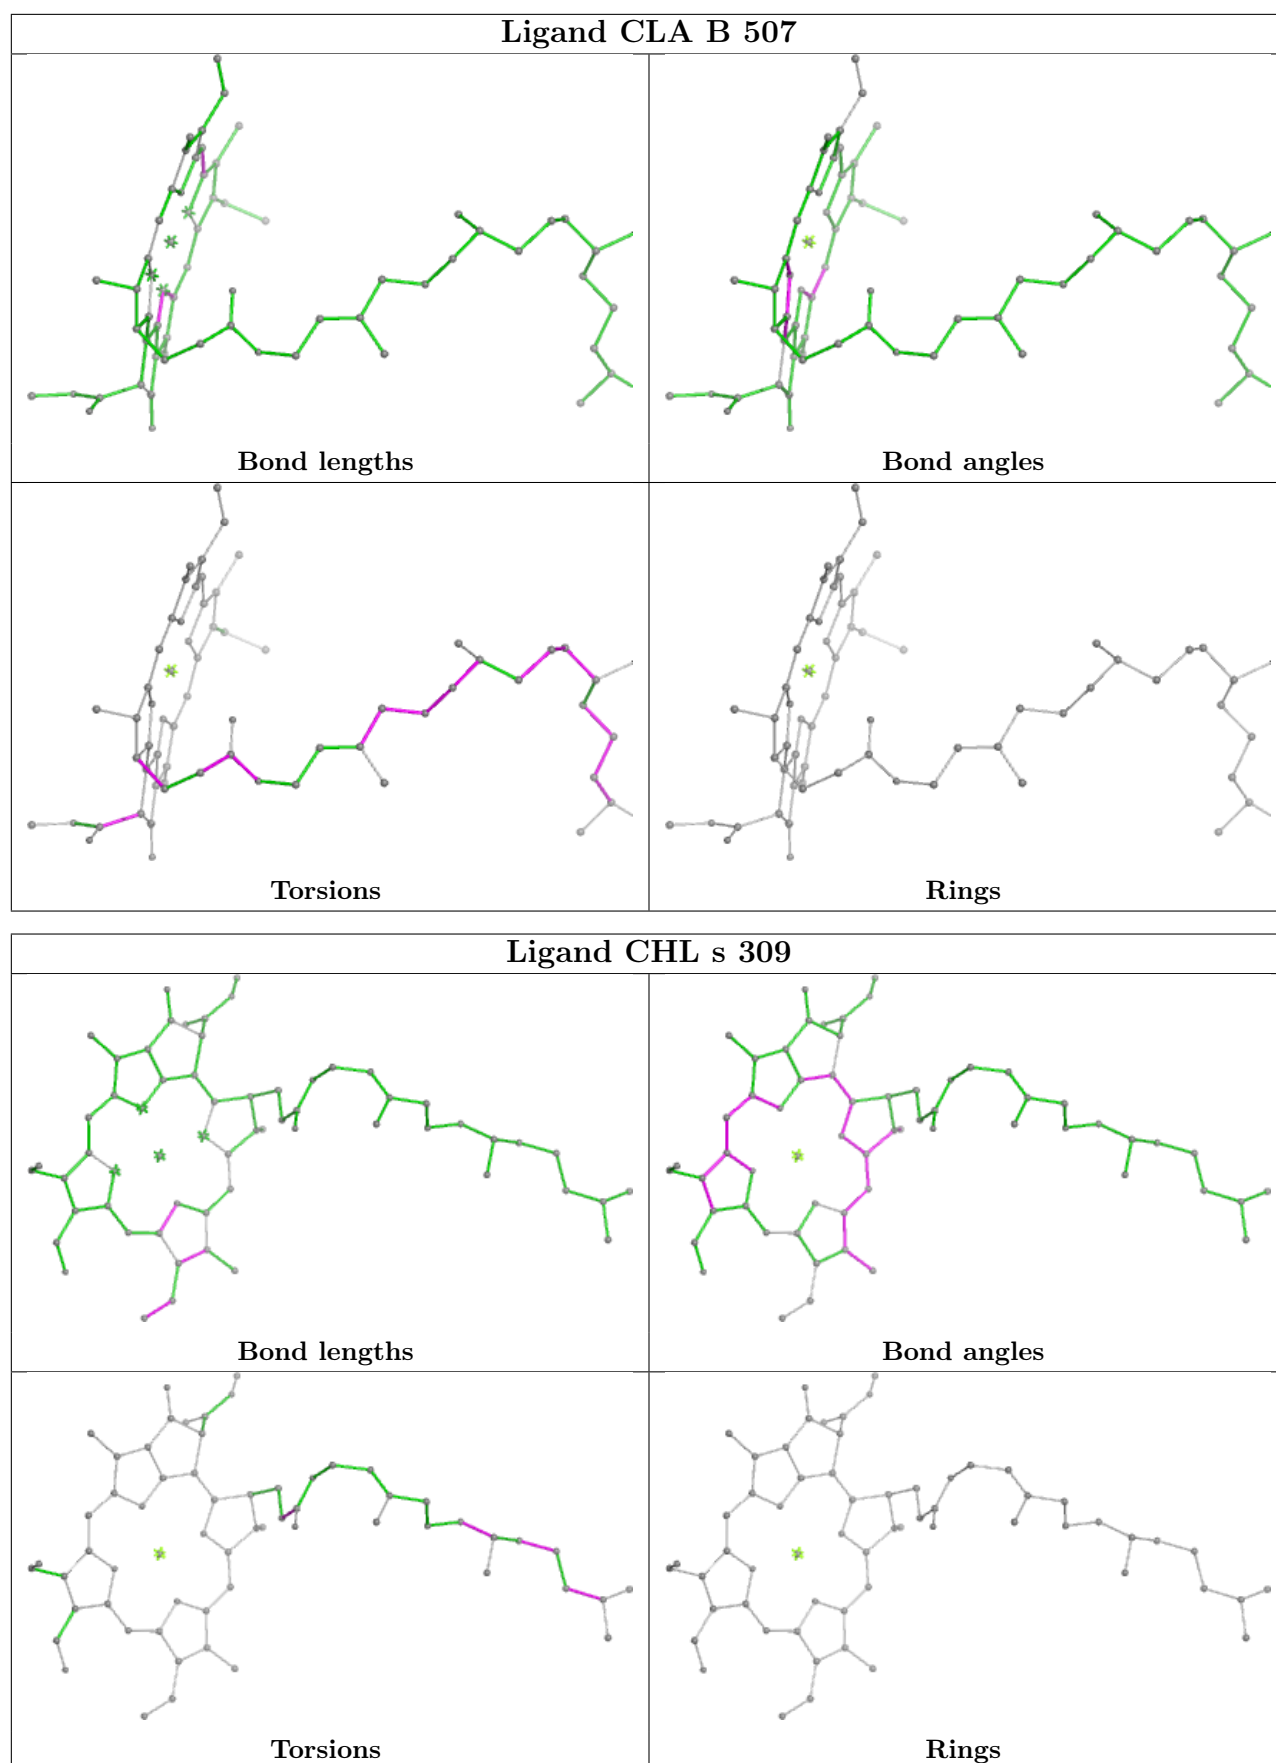 Ligand CLA B 507
Bond lengths
Bond angles
Torsions
Rings
Ligand CHL s 309
Bond lengths
Bond angles
Torsions
Rings